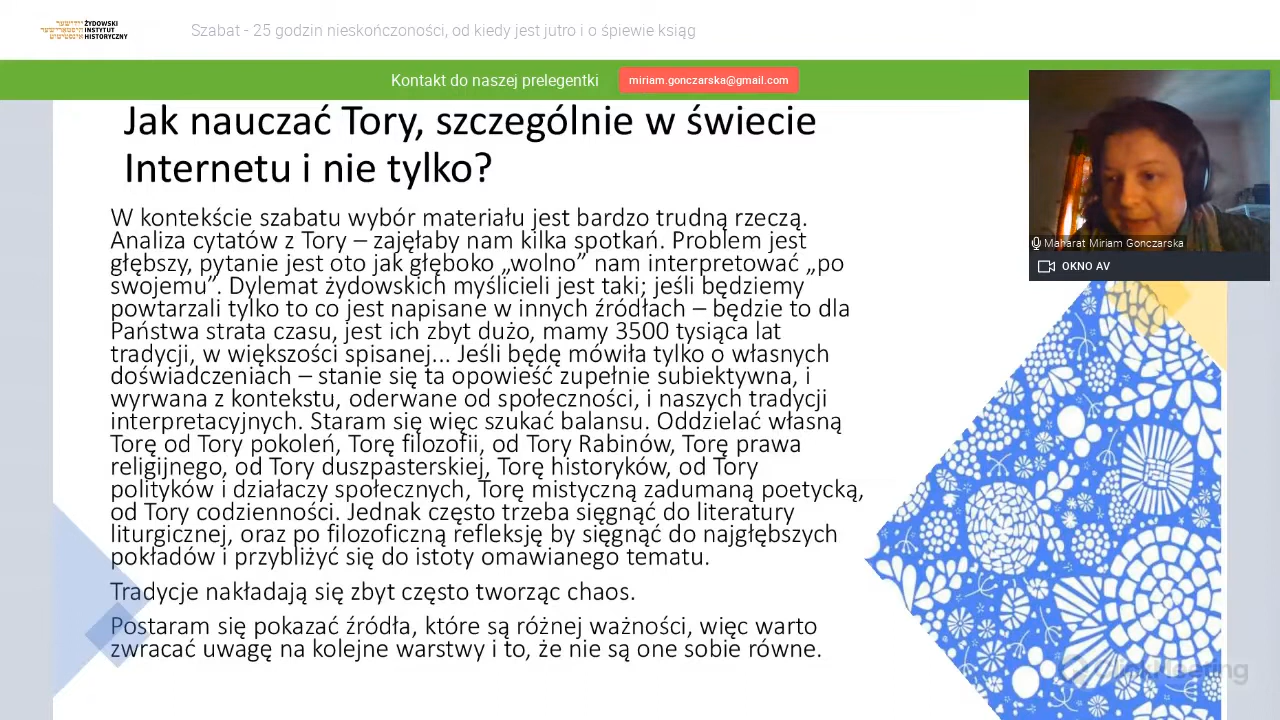 ייִדישער
היסטאָרישער
אינסטיטוט
ŻYDOWSKI
INSTYTUT
HISTORYCZNY
Szabat - 25 godzin nieskończoności, od kiedy jest jutro i o śpiewie ksiąg
Kontakt do naszej prelegentki miriam.gonczarska@gmail.com
Jak nauczać Tory, szczególnie w świecie
Internetu i nie tylko?
W kontekście szabatu wybór materiału jest bardzo trudną rzeczą.
Analiza cytatów z Tory – zajęłaby nam kilka spotkań. Problem jest
głębszy, pytanie jest oto jak głęboko „wolno” nam interpretować „po
swojemu”. Dylemat żydowskich myślicieli jest taki; jeśli będziemy
powtarzali tylko to co jest napisane w innych źródłach – będzie to dla
Państwa strata czasu, jest ich zbyt dużo, mamy 3500 tysiąca lat
tradycji, w większości spisanej... Jeśli będę mówiła tylko o własnych
doświadczeniach – stanie się ta opowieść zupełnie subiektywna, i
wyrwana z kontekstu, oderwane od społeczności, i naszych tradycji
interpretacyjnych. Staram się więc szukać balansu. Oddzielać własną
Torę od Tory pokoleń, Torę filozofii, od Tory Rabinów, Torę prawa
religijnego, od Tory duszpasterskiej, Torę historyków, od Tory
polityków i działaczy społecznych, Torę mistyczną zadumaną poetycką,
od Tory codzienności. Jednak często trzeba sięgnąć do literatury
liturgicznej, oraz po filozoficzną refleksję by sięgnąć do najgłębszych
pokładów i przybliżyć się do istoty omawianego tematu.
Tradycje nakładają się zbyt często tworząc chaos.
Postaram się pokazać źródła, które są różnej ważności, więc warto
zwracać uwagę na kolejne warstwy i to, że nie są one sobie równe.
Maharat Miriam Gonczarska
OKNO AV
ClickMeeting